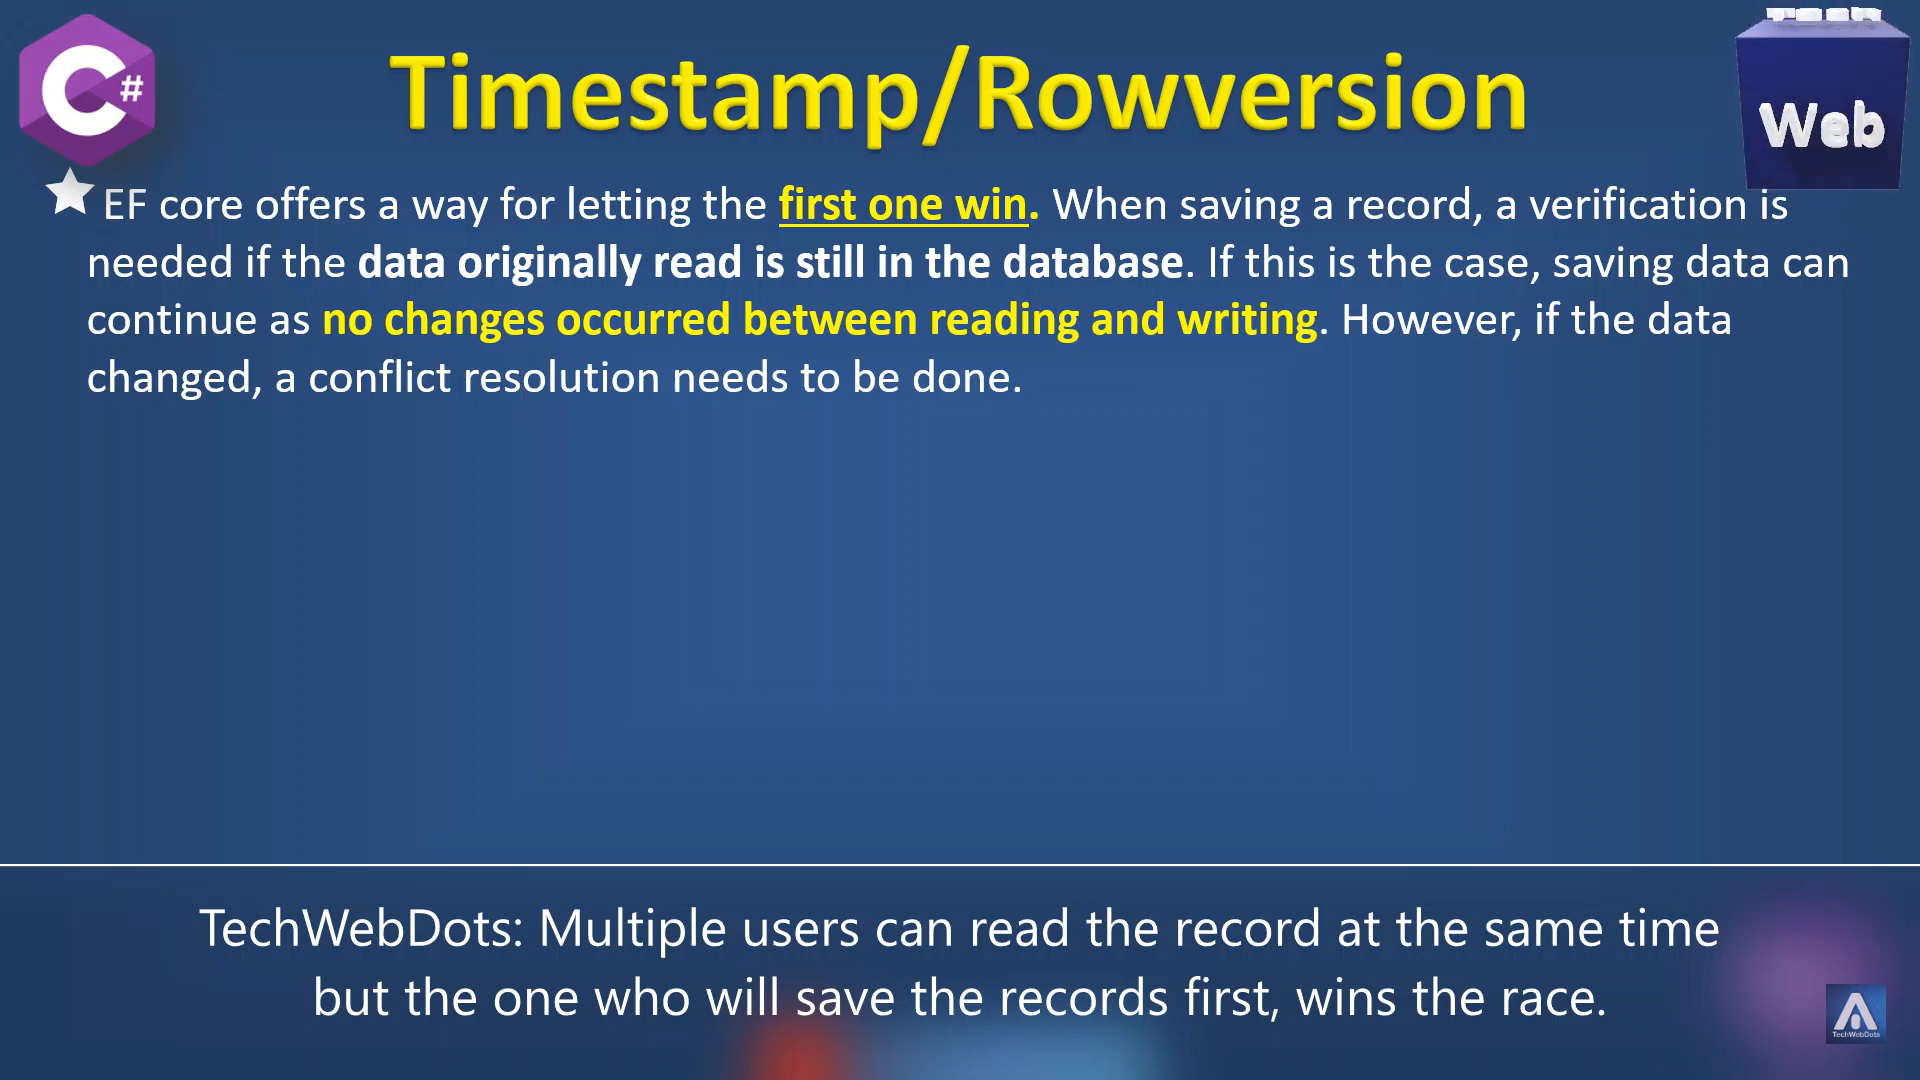 C#
Timestamp/Rowversion
Web
EF core offers a way for letting the first one win. When saving a record, a verification is
needed if the data originally read is still in the database. If this is the case, saving data can
continue as no changes occurred between reading and writing. However, if the data
changed, a conflict resolution needs to be done.
TechWebDots: Multiple users can read the record at the same time
but the one who will save the records first, wins the race.
TechWebDots